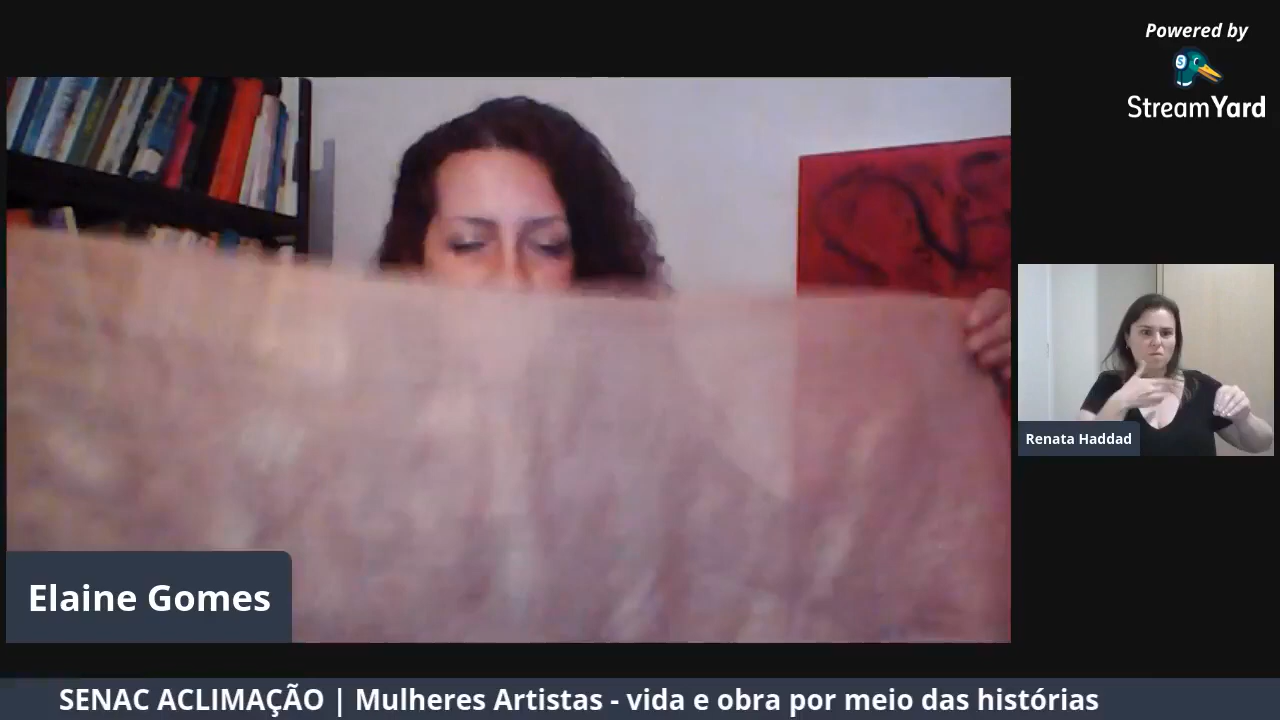 Powered by
StreamYard
Renata Haddad
Elaine Gomes
SENAC ACLIMAÇÃO | Mulheres Artistas - vida e obra por meio das histórias